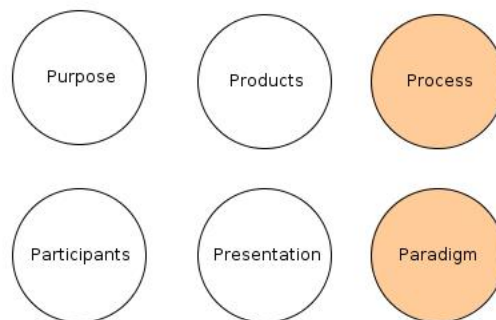 Purpose
Products
Process
Participants
Presentation
Paradigm